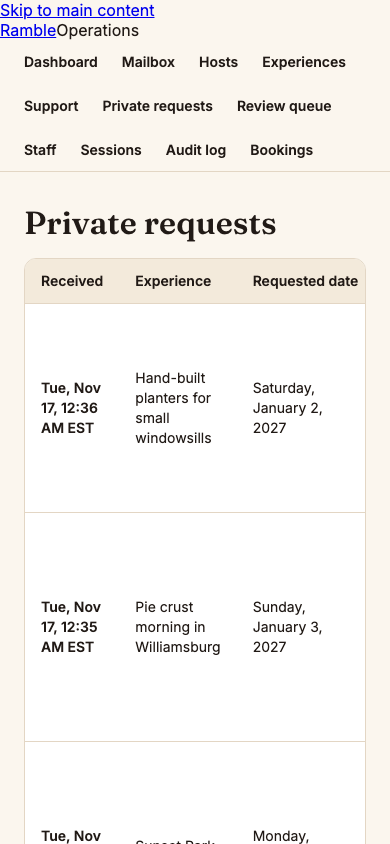 Skip to main content
RambleOperations
Dashboard Mailbox Hosts Experiences
Support Private requests Review queue
Staff Sessions Audit log Bookings
Private requests
Received Experience Requested date
Tue, Nov 17, 12:36 AM EST
Hand-built planters for small windowsills
Saturday, January 2, 2027
Tue, Nov 17, 12:35 AM EST
Pie crust morning in Williamsburg
Sunday, January 3, 2027
Tue, Nov
Sunset Park
Monday,